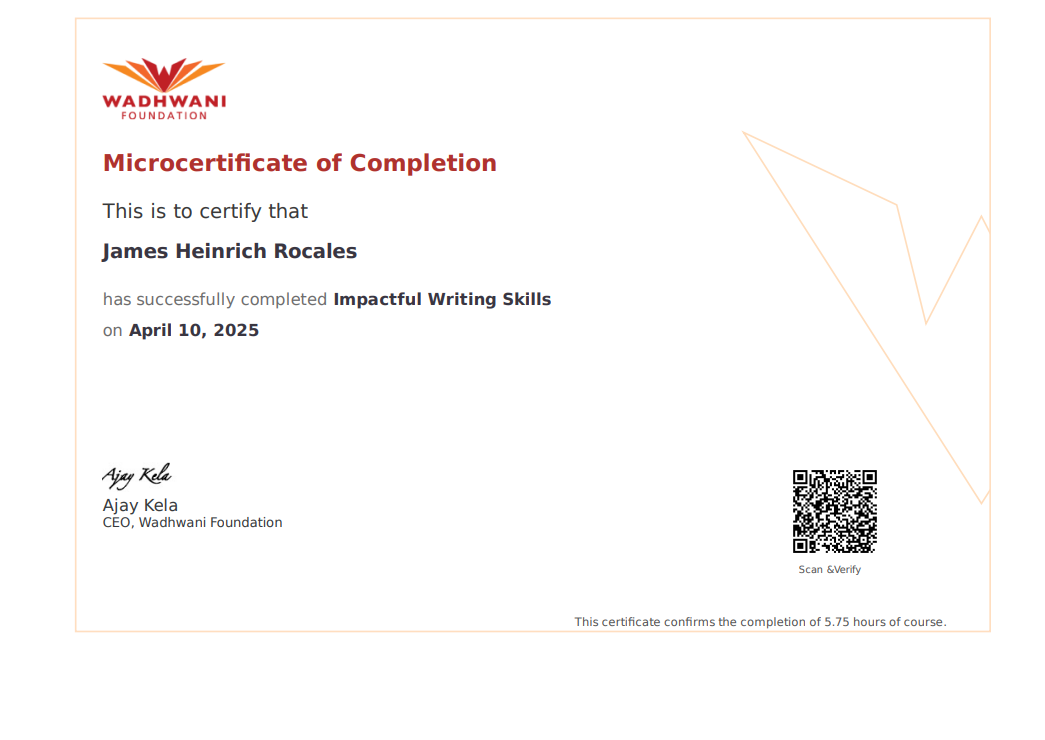 WADHWANI
FOUNDATION
Microcertificate of Completion
This is to certify that
James Heinrich Rocales
has successfully completed Impactful Writing Skills
on April 10, 2025
Ajay Kela
Ajay Kela
CEO, Wadhwani Foundation
Scan &Verify
This certificate confirms the completion of 5.75 hours of course.